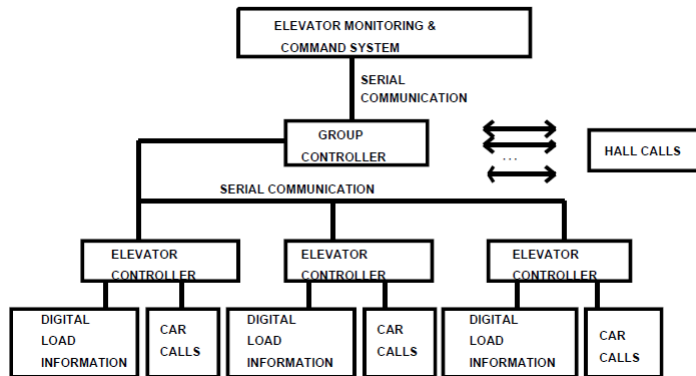 ELEVATOR MONITORING &
COMMAND SYSTEM
SERIAL
COMMUNICATION
GROUP
CONTROLLER
...
HALL CALLS
SERIAL COMMUNICATION
ELEVATOR
CONTROLLER
ELEVATOR
CONTROLLER
ELEVATOR
CONTROLLER
DIGITAL
LOAD
INFORMATION
CAR
CALLS
DIGITAL
LOAD
INFORMATION
CAR
CALLS
DIGITAL
LOAD
INFORMATION
CAR
CALLS